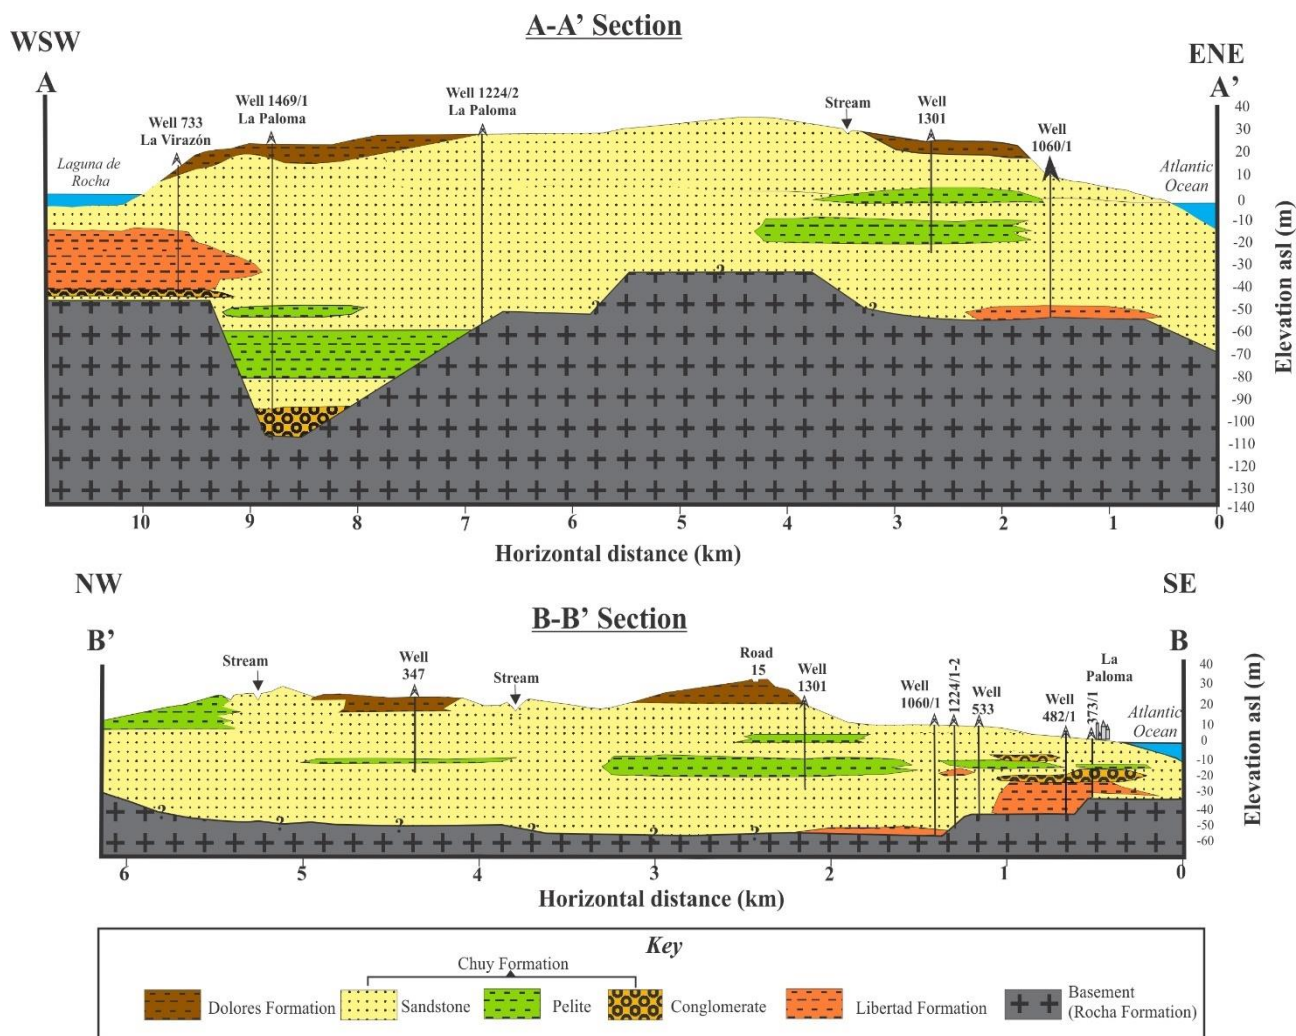 A-A' Section
WSW
ENE
A
A'
Well 733
La Virazón
Well 1469/1
La Paloma
Well 1224/2
La Paloma
Stream
Well
1301
Well
1060/1
Laguna de
Rocha
Atlantic
Ocean
40
30
20
10
0
-10
-20
-30
-40
-50
-60
-70
-80
-90
-100
-110
-120
-130
-140
Elevation asl (m)
?
?
?
10
9
8
7
6
5
4
3
2
1
0
Horizontal distance (km)
NW
SE
B-B' Section
B'
B
Stream
Well
347
Stream
Road
15
Well
1301
Well
1060/1
1224/1-2
Well
533
Well
482/1
373/1
La
Paloma
Atlantic
Ocean
40
30
20
10
0
-10
-20
-30
-40
-50
-60
Elevation asl (m)
?
?
?
?
?
?
6
5
4
3
2
1
0
Horizontal distance (km)
Key
Chuy Formation
Dolores Formation
Sandstone
Pelite
Conglomerate
Libertad Formation
Basement
(Rocha Formation)